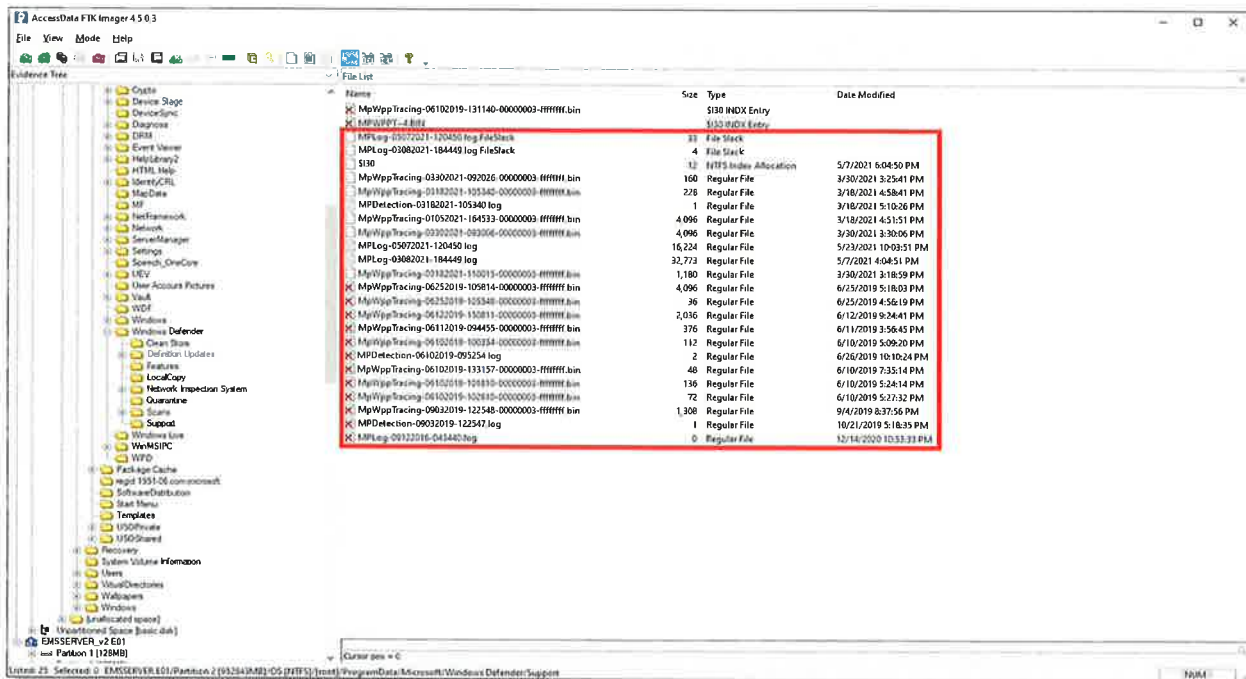 AccessData FTK Imager 4.5.0.3
File View Mode Help
Evidence Tree
File List
Crypto
Device Stage
DeviceSync
Diagnosis
DRM
Event Viewer
HelpLibrary2
HTML Help
IdentityCRL
MapData
MF
NetFramework
Network
ServerManager
Settings
Speech_OneCore
UEV
User Account Pictures
Vault
WDF
Windows
Windows Defender
Clean Store
Definition Updates
Features
LocalCopy
Network Inspection System
Quarantine
Scans
Support
Windows Live
WinMSIPC
WPD
Package Cache
regid 1991-06 com microsoft
SoftwareDistribution
Start Menu
Templates
USOPrivate
USOShared
Recovery
System Volume Information
Users
VirtualDirectories
Wallpapers
Windows
[unallocated space]
Unpartitioned Space [basic disk]
EMSSERVER_v2 E01
Partition 1 [128MB]
Name Size Type Date Modified
MpWppTracing-06102019-131140-00000003-ffffffff.bin $I30 INDX Entry
MPWPPT~4.BIN $I30 INDX Entry
MPLog-05072021-120450 log.FileSlack 33 File Slack
MPLog-03082021-184449.log FileSlack 4 File Slack
$I30 12 NTFS Index Allocation 5/7/2021 6:04:50 PM
MpWppTracing-03302021-092026-00000003-ffffffff.bin 160 Regular File 3/30/2021 3:25:41 PM
MpWppTracing-03182021-105340-00000003-ffffffff.bin 228 Regular File 3/18/2021 4:58:41 PM
MPDetection-03182021-105340 log 1 Regular File 3/18/2021 5:10:26 PM
MpWppTracing-01052021-164533-00000003-ffffffff.bin 4,096 Regular File 3/18/2021 4:51:51 PM
MpWppTracing-03302021-093006-00000003-ffffffff.bin 4,096 Regular File 3/30/2021 3:30:06 PM
MPLog-05072021-120450 log 16,224 Regular File 5/23/2021 10:03:51 PM
MPLog-03082021-184449 log 32,773 Regular File 5/7/2021 4:04:51 PM
MpWppTracing-03182021-110015-00000003-ffffffff.bin 1,180 Regular File 3/30/2021 3:18:59 PM
MpWppTracing-06252019-105814-00000003-ffffffff.bin 4,096 Regular File 6/25/2019 5:18:03 PM
MpWppTracing-06252019-105348-00000003-ffffffff.bin 36 Regular File 6/25/2019 4:56:19 PM
MpWppTracing-06122019-150811-00000003-ffffffff.bin 2,036 Regular File 6/12/2019 9:24:41 PM
MpWppTracing-06112019-094455-00000003-ffffffff bin 376 Regular File 6/11/2019 3:56:45 PM
MpWppTracing-06102019-100354-00000003-ffffffff.bin 112 Regular File 6/10/2019 5:09:20 PM
MPDetection-06102019-095254 log 2 Regular File 6/26/2019 10:10:24 PM
MpWppTracing-06102019-133157-00000003-ffffffff.bin 48 Regular File 6/10/2019 7:35:14 PM
MpWppTracing-06102019-101810-00000003-ffffffff.bin 136 Regular File 6/10/2019 5:24:14 PM
MpWppTracing-06102019-102610-00000003-ffffffff.bin 72 Regular File 6/10/2019 5:27:32 PM
MpWppTracing-09032019-122548-00000003-ffffffff bin 1,308 Regular File 9/4/2019 8:37:56 PM
MPDetection-09032019-122547.log 1 Regular File 10/21/2019 5:18:35 PM
MPLog-09122016-043440.log 0 Regular File 12/14/2020 10:33:33 PM
Cursor pos = 0
Listed: 25 Selected: 0 EMSSERVER.E01/Partition 2 [952843MB]/OS [NTFS]/[root]/ProgramData/Microsoft/Windows Defender/Support
NUM